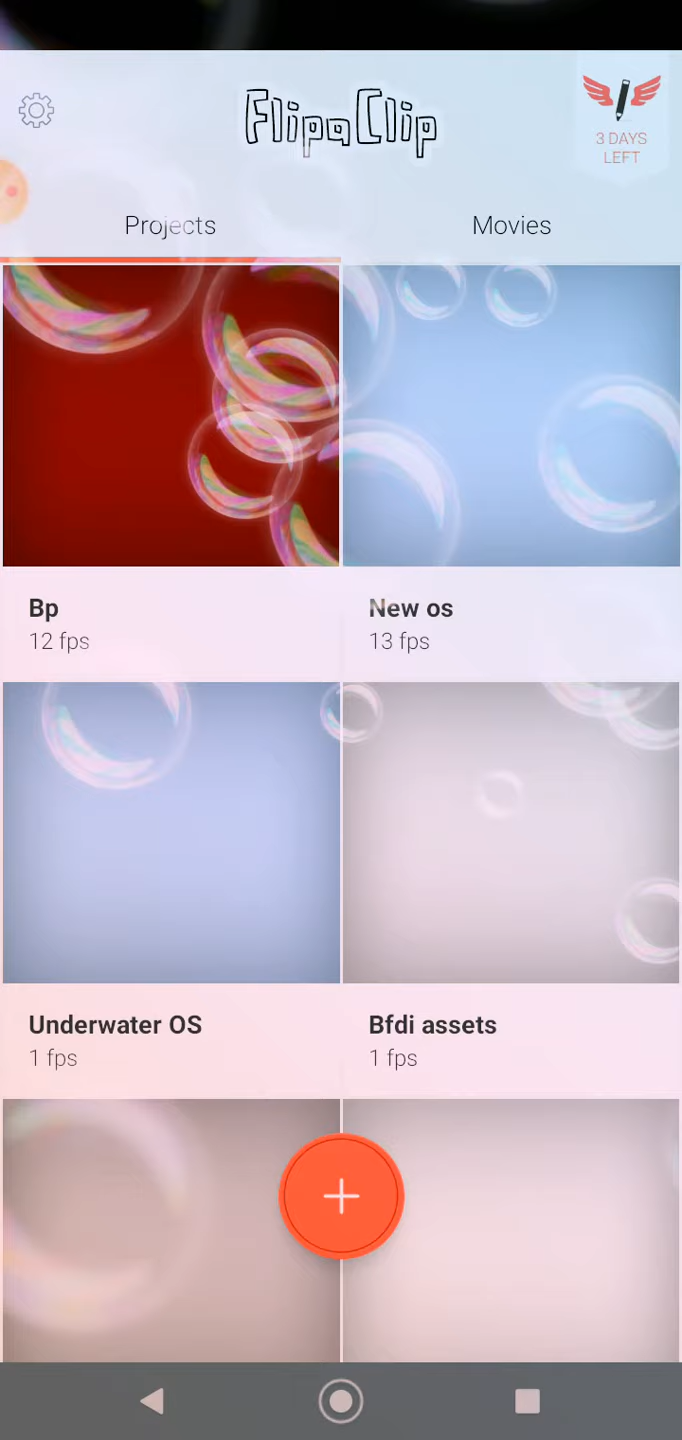 FlipaClip
3 DAYS
LEFT
Projects
Movies
Bp
12 fps
New os
13 fps
Underwater OS
1 fps
Bfdi assets
1 fps